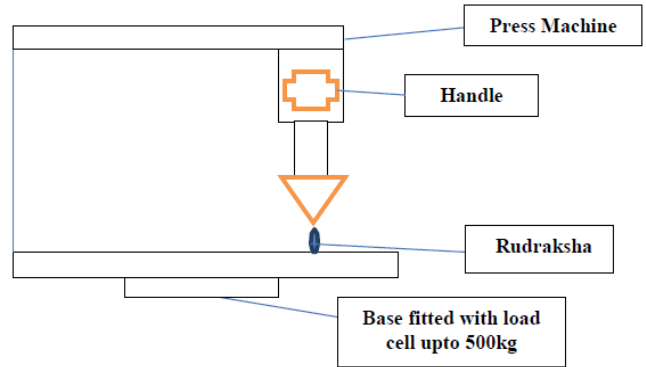 Press Machine
Handle
Rudraksha
Base fitted with load
cell upto 500kg